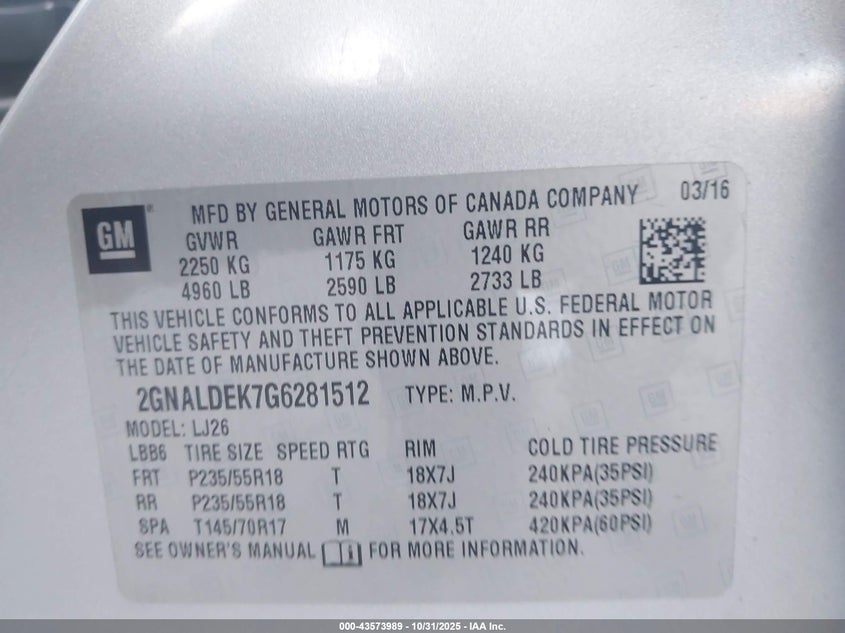 GM
MFD BY GENERAL MOTORS OF CANADA COMPANY 03/16
GVWR GAWR FRT GAWR RR
2250 KG 1175 KG 1240 KG
4960 LB 2590 LB 2733 LB
THIS VEHICLE CONFORMS TO ALL APPLICABLE U.S. FEDERAL MOTOR
VEHICLE SAFETY AND THEFT PREVENTION STANDARDS IN EFFECT ON
THE DATE OF MANUFACTURE SHOWN ABOVE.
2GNALDEK7G6281512 TYPE: M.P.V.
MODEL: LJ26
LBB6 TIRE SIZE SPEED RTG RIM COLD TIRE PRESSURE
FRT P235/55R18 T 18X7J 240KPA(35PSI)
RR P235/55R18 T 18X7J 240KPA(35PSI)
SPA T145/70R17 M 17X4.5T 420KPA(60PSI)
SEE OWNER'S MANUAL FOR MORE INFORMATION.
000-43573989 - 10/31/2025 - IAA Inc.